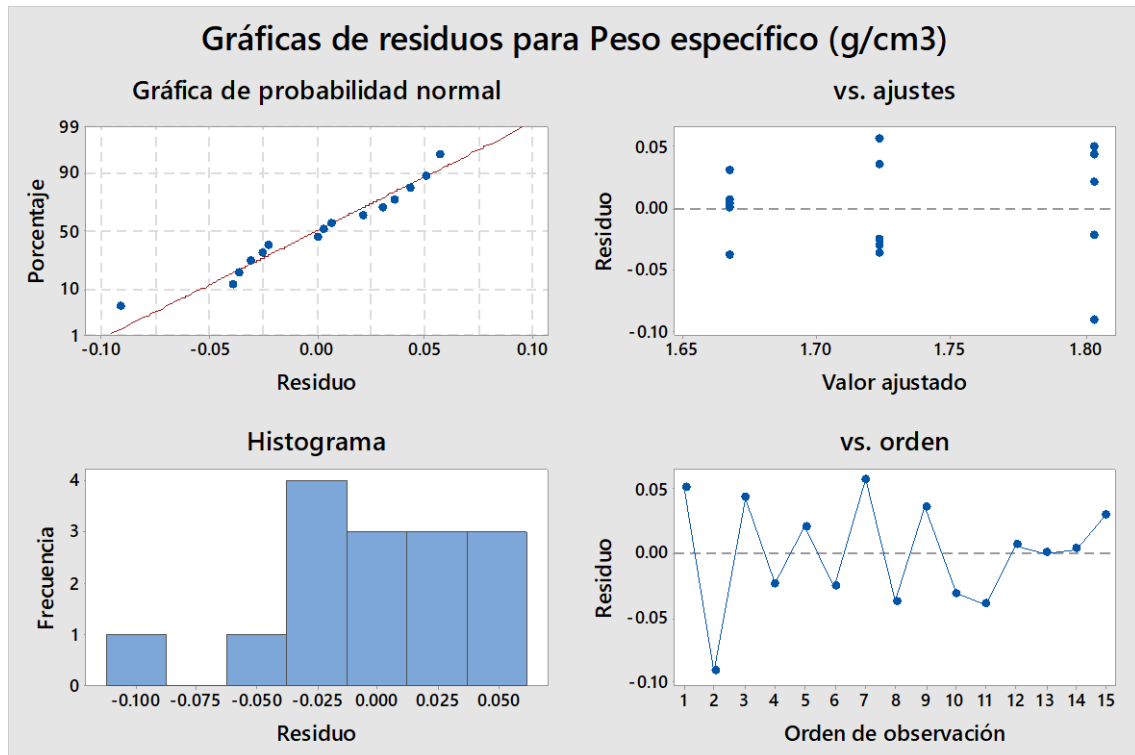 Gráficas de residuos para Peso específico (g/cm3)
Gráfica de probabilidad normal
99
90
50
10
1
Porcentaje
-0.10 -0.05 0.00 0.05 0.10
Residuo
vs. ajustes
0.05
0.00
-0.05
-0.10
Residuo
1.65 1.70 1.75 1.80
Valor ajustado
Histograma
4
3
2
1
0
Frecuencia
-0.100 -0.075 -0.050 -0.025 0.000 0.025 0.050
Residuo
vs. orden
0.05
0.00
-0.05
-0.10
Residuo
1 2 3 4 5 6 7 8 9 10 11 12 13 14 15
Orden de observación